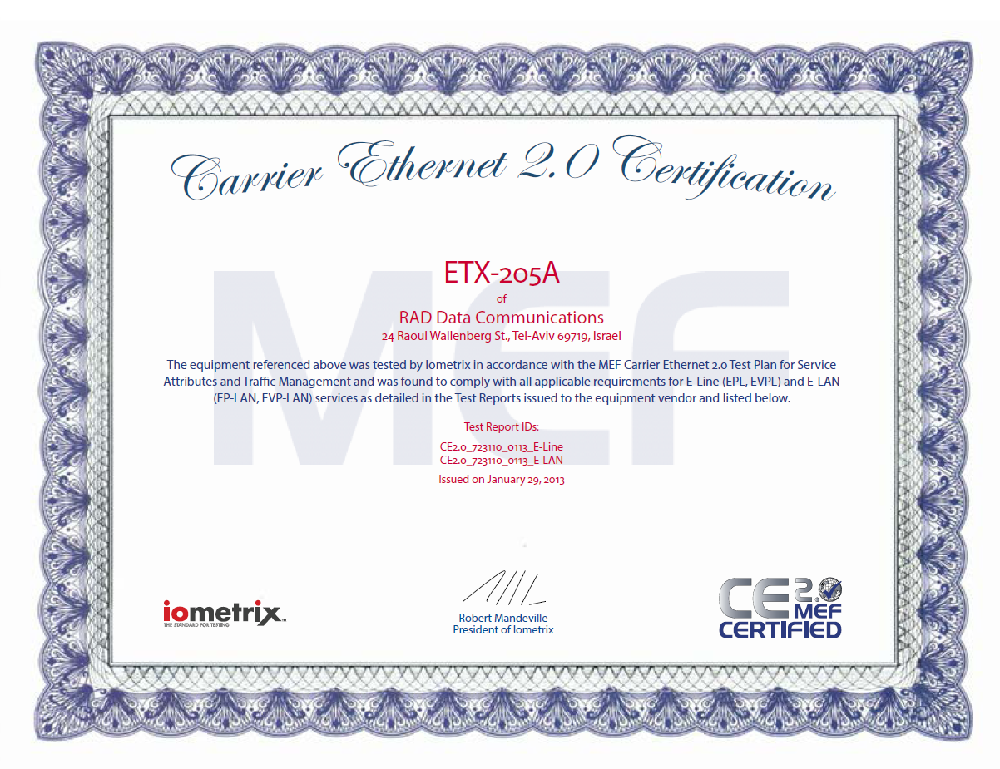 Carrier Ethernet 2.0 Certification
MEF
ETX-205A
of
RAD Data Communications
24 Raoul Wallenberg St., Tel-Aviv 69719, Israel
The equipment referenced above was tested by Iometrix in accordance with the MEF Carrier Ethernet 2.0 Test Plan for Service
Attributes and Traffic Management and was found to comply with all applicable requirements for E-Line (EPL, EVPL) and E-LAN
(EP-LAN, EVP-LAN) services as detailed in the Test Reports issued to the equipment vendor and listed below.
Test Report IDs:
CE2.0_723110_0113_E-Line
CE2.0_723110_0113_E-LAN
Issued on January 29, 2013
iometrix™
THE STANDARD FOR TESTING
Robert Mandeville
President of Iometrix
CE 2.0
MEF
CERTIFIED